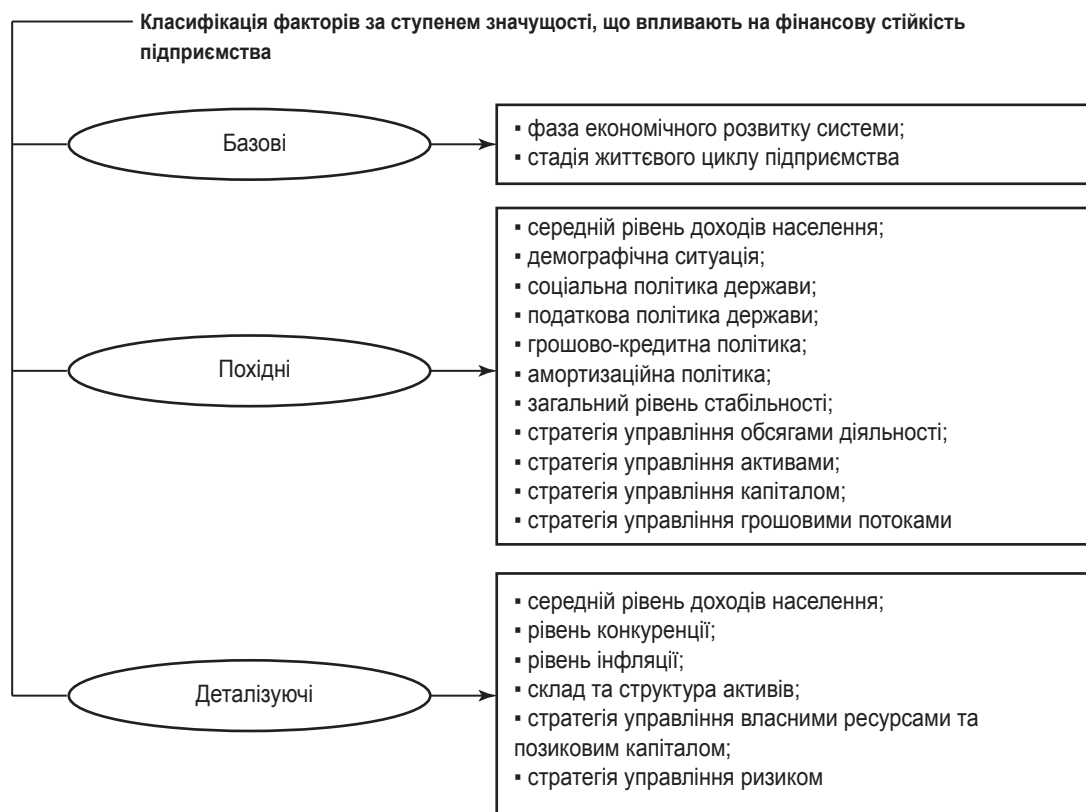 Класифікація факторів за ступенем значущості, що впливають на фінансову стійкість
підприємства
Базові
▪ фаза економічного розвитку системи;
▪ стадія життєвого циклу підприємства
Похідні
▪ середній рівень доходів населення;
▪ демографічна ситуація;
▪ соціальна політика держави;
▪ податкова політика держави;
▪ грошово-кредитна політика;
▪ амортизаційна політика;
▪ загальний рівень стабільності;
▪ стратегія управління обсягами діяльності;
▪ стратегія управління активами;
▪ стратегія управління капіталом;
▪ стратегія управління грошовими потоками
Деталізуючі
▪ середній рівень доходів населення;
▪ рівень конкуренції;
▪ рівень інфляції;
▪ склад та структура активів;
▪ стратегія управління власними ресурсами та
позиковим капіталом;
▪ стратегія управління ризиком